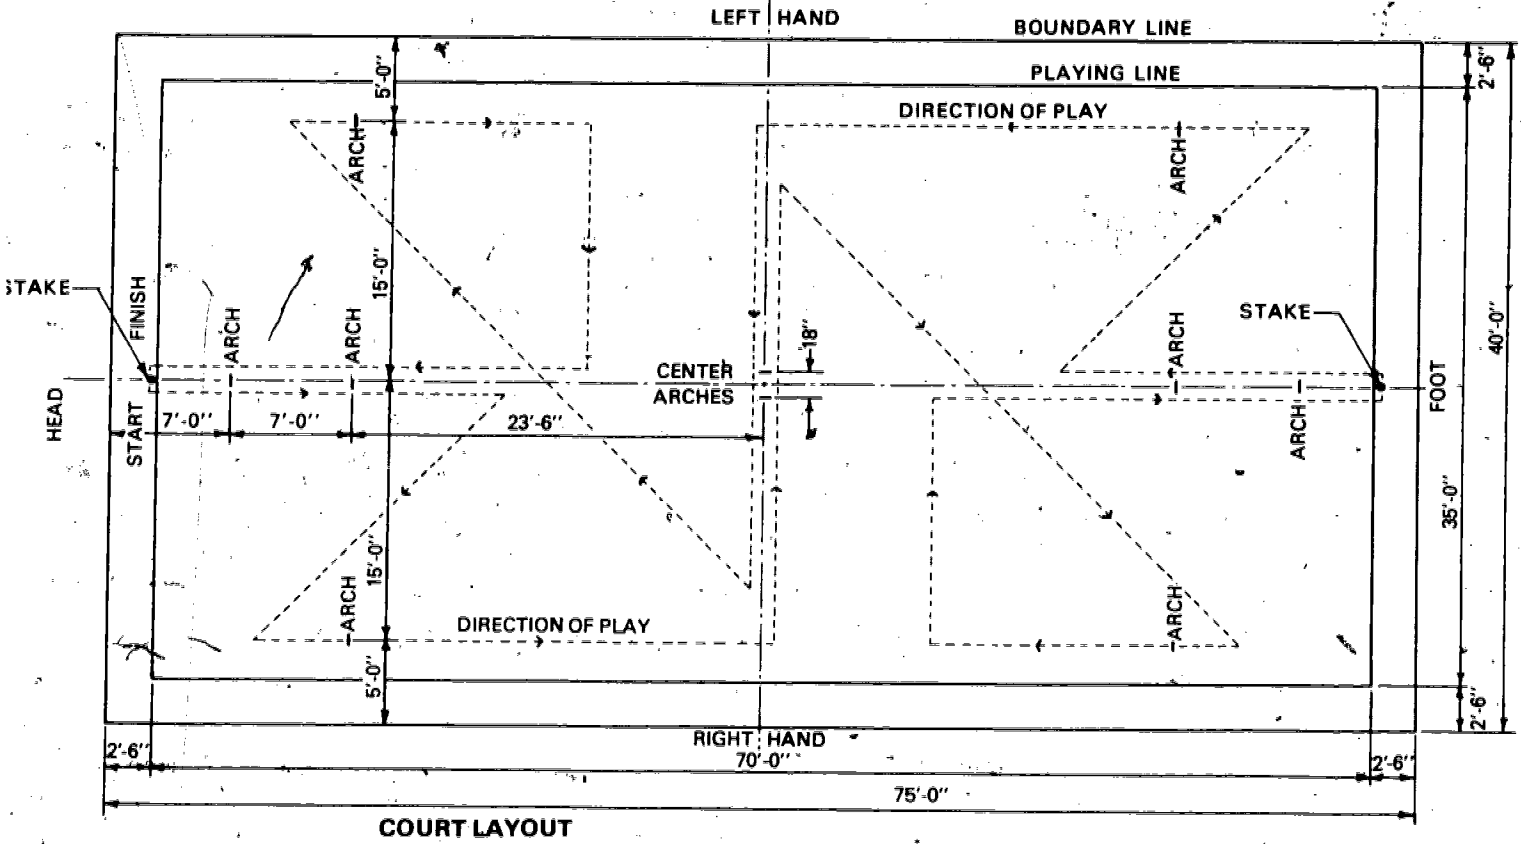 LEFT HAND
BOUNDARY LINE
PLAYING LINE
DIRECTION OF PLAY
5'-0"
2'-6"
ARCH
ARCH
15'-0"
40'-0"
STAKE
FINISH
ARCH
ARCH
18"
ARCH
STAKE
CENTER
ARCHES
HEAD
START
7'-0"
7'-0"
23'-6"
ARCH
FOOT
35'-0"
15'-0"
ARCH
DIRECTION OF PLAY
ARCH
5'-0"
2'-6"
RIGHT HAND
2'-6"
70'-0"
2'-6"
75'-0"
COURT LAYOUT